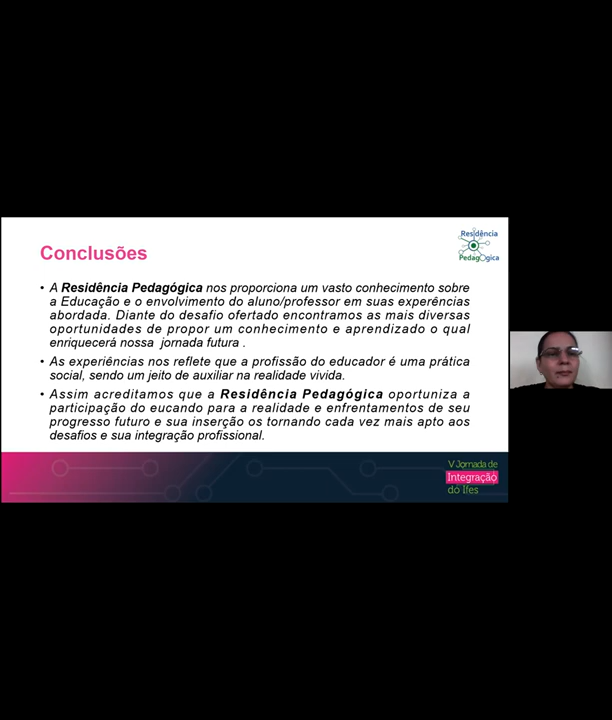 Conclusões
Residência
Pedagógica
• A Residência Pedagógica nos proporciona um vasto conhecimento sobre
a Educação e o envolvimento do aluno/professor em suas experências
abordada. Diante do desafio ofertado encontramos as mais diversas
oportunidades de propor um conhecimento e aprendizado o qual
enriquecerá nossa jornada futura .
• As experiências nos reflete que a profissão do educador é uma prática
social, sendo um jeito de auxiliar na realidade vivida.
• Assim acreditamos que a Residência Pedagógica oportuniza a
participação do eucando para a realidade e enfrentamentos de seu
progresso futuro e sua inserção os tornando cada vez mais apto aos
desafios e sua integração profissional.
V Jornada de
Integração
do Ifes